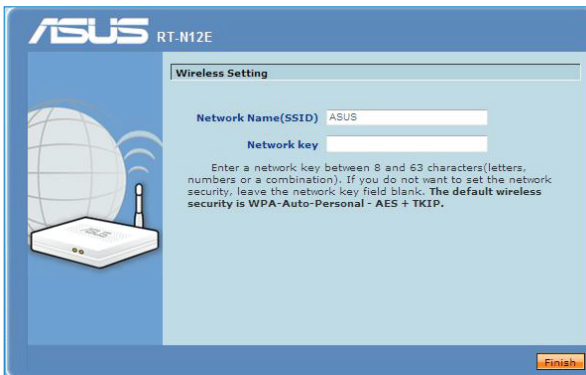 ASUS RT-N12E
Wireless Setting
Network Name(SSID) ASUS
Network key
Enter a network key between 8 and 63 characters(letters,
numbers or a combination). If you do not want to set the network
security, leave the network key field blank. The default wireless
security is WPA-Auto-Personal - AES + TKIP.
ASUS
Finish